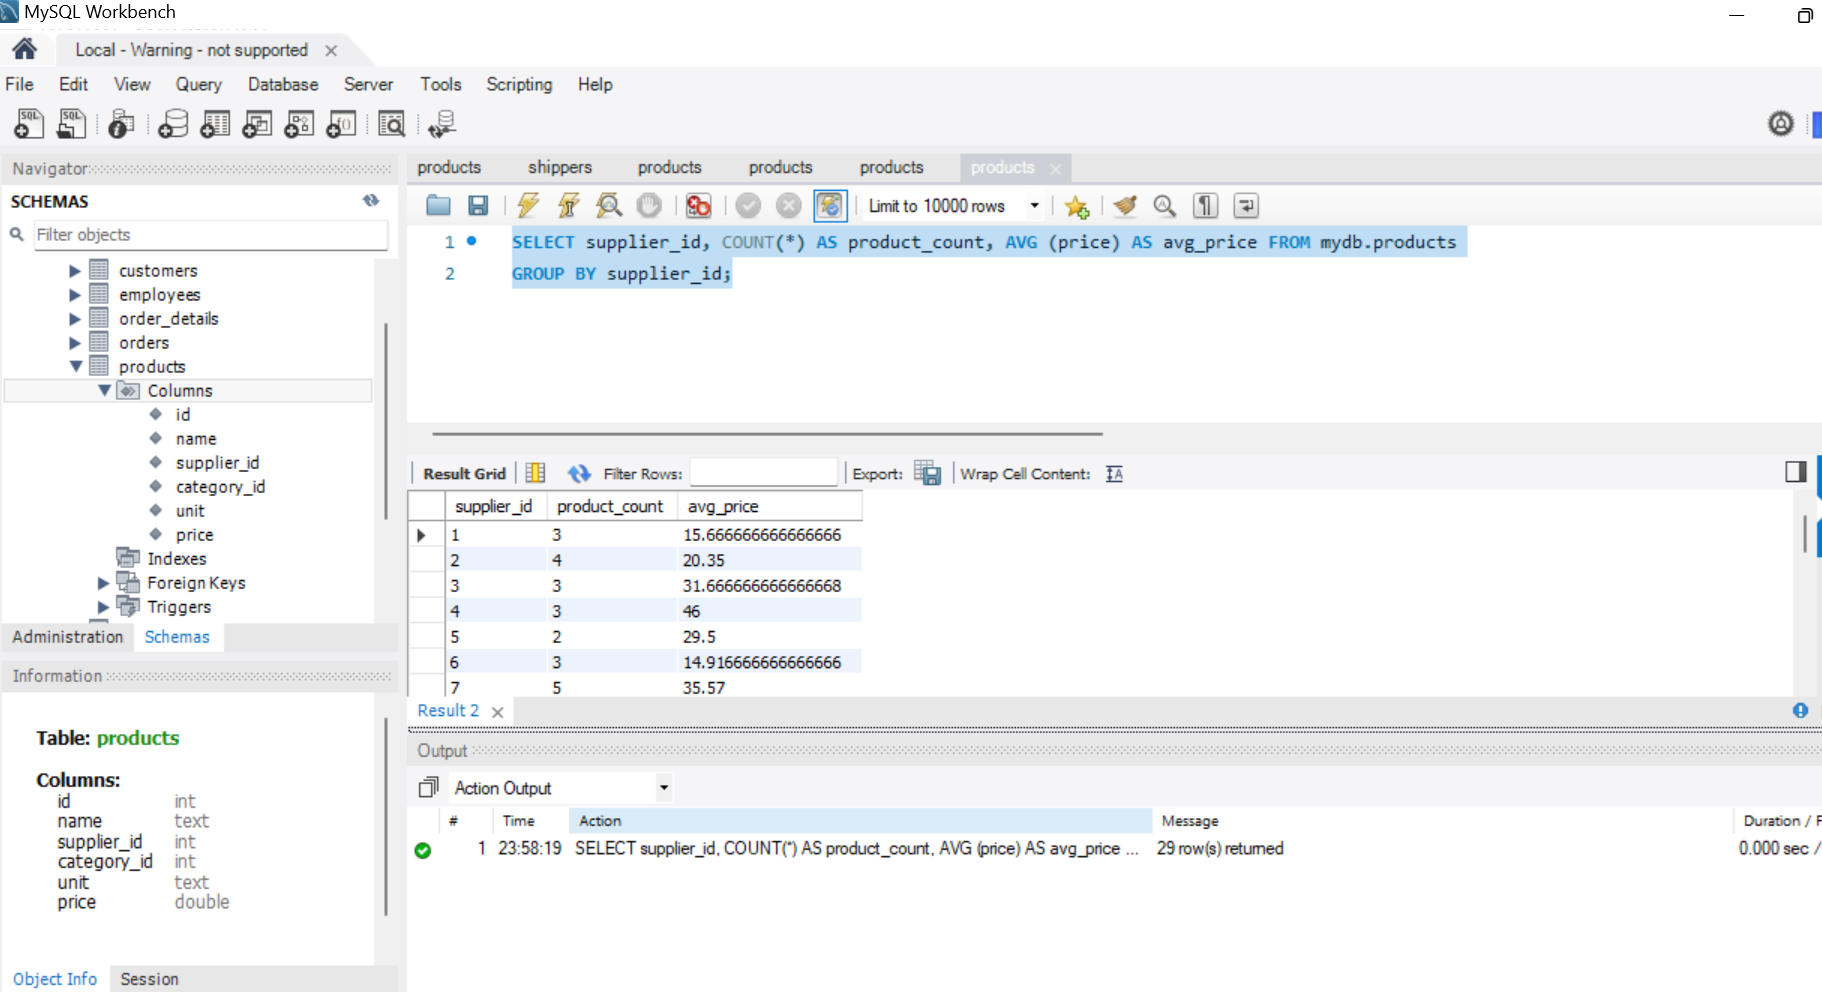 MySQL Workbench
Local - Warning - not supported
File Edit View Query Database Server Tools Scripting Help
Navigator
SCHEMAS
Filter objects
customers
employees
order_details
orders
products
Columns
id
name
supplier_id
category_id
unit
price
Indexes
Foreign Keys
Triggers
Administration Schemas
Information
Table: products
Columns:
id int
name text
supplier_id int
category_id int
unit text
price double
Object Info Session
products shippers products products products products
Limit to 10000 rows
1 SELECT supplier_id, COUNT(*) AS product_count, AVG (price) AS avg_price FROM mydb.products
2 GROUP BY supplier_id;
Result Grid Filter Rows: Export: Wrap Cell Content:
supplier_id product_count avg_price
1 3 15.666666666666666
2 4 20.35
3 3 31.666666666666668
4 3 46
5 2 29.5
6 3 14.916666666666666
7 5 35.57
Result 2
Output
Action Output
# Time Action Message Duration / F
1 23:58:19 SELECT supplier_id, COUNT(*) AS product_count, AVG (price) AS avg_price ... 29 row(s) returned 0.000 sec /